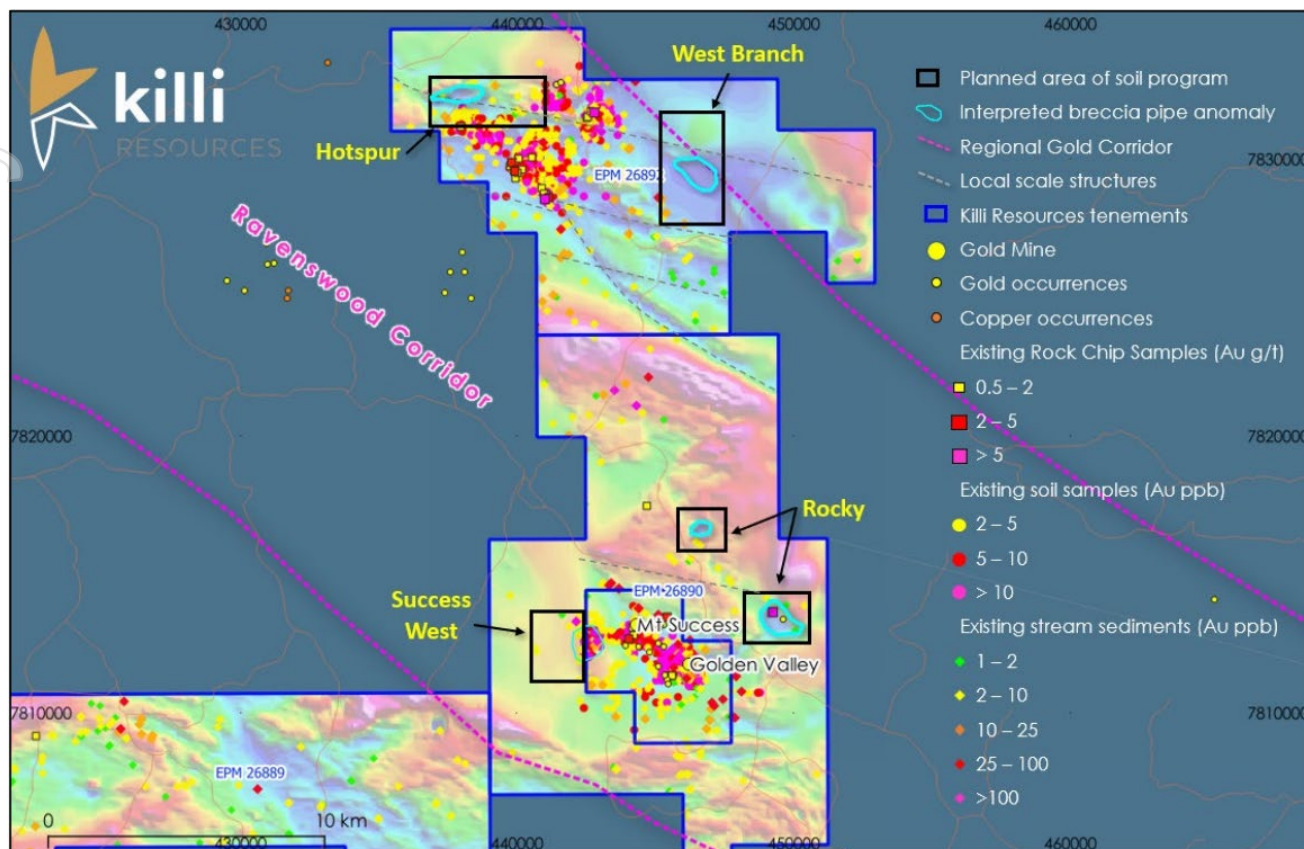 430000
440000
450000
460000
killi
RESOURCES
West Branch
Hotspur
EPM 26892
7830000
7830000
Ravenswood Corridor
7820000
7820000
Rocky
Success
West
EPM 26890
Mt Success
Golden Valley
7810000
7810000
EPM 26889
0
10 km
430000
440000
450000
460000
Planned area of soil program
Interpreted breccia pipe anomaly
Regional Gold Corridor
Local scale structures
Killi Resources tenements
Gold Mine
Gold occurrences
Copper occurrences
Existing Rock Chip Samples (Au g/t)
0.5 – 2
2 – 5
> 5
Existing soil samples (Au ppb)
2 – 5
5 – 10
> 10
Existing stream sediments (Au ppb)
1 – 2
2 – 10
10 – 25
25 – 100
>100